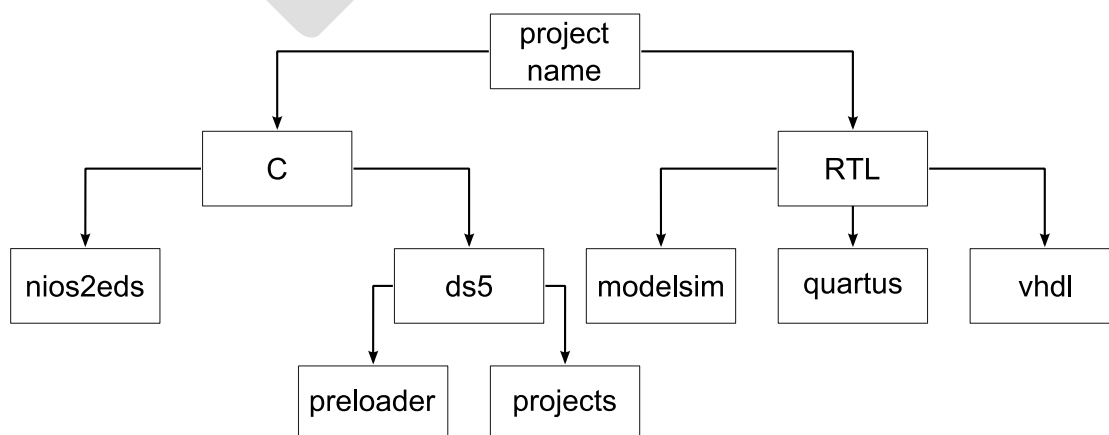 project
name
C
RTL
nios2eds
ds5
modelsim
quartus
vhdl
preloader
projects